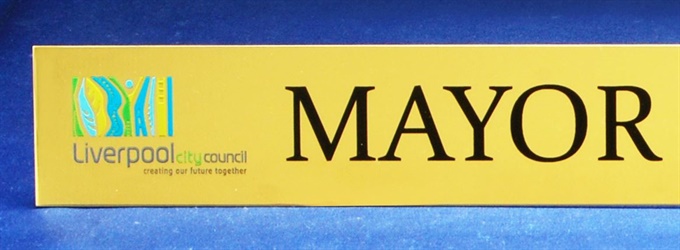 Liverpool city council
creating our future together
MAYOR